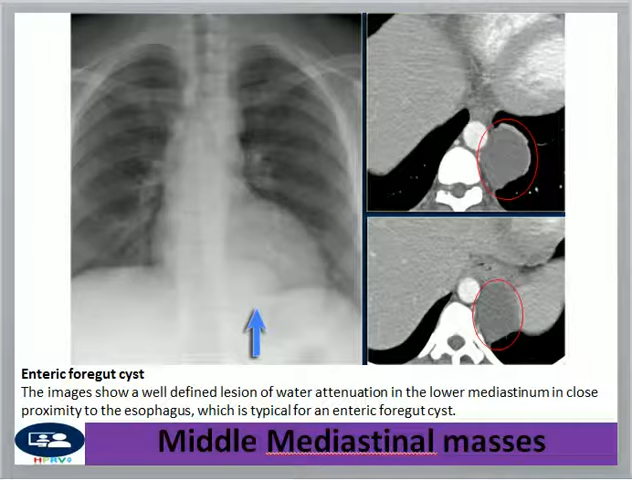 Enteric foregut cyst
The images show a well defined lesion of water attenuation in the lower mediastinum in close
proximity to the esophagus, which is typical for an enteric foregut cyst.
Middle Mediastinal masses